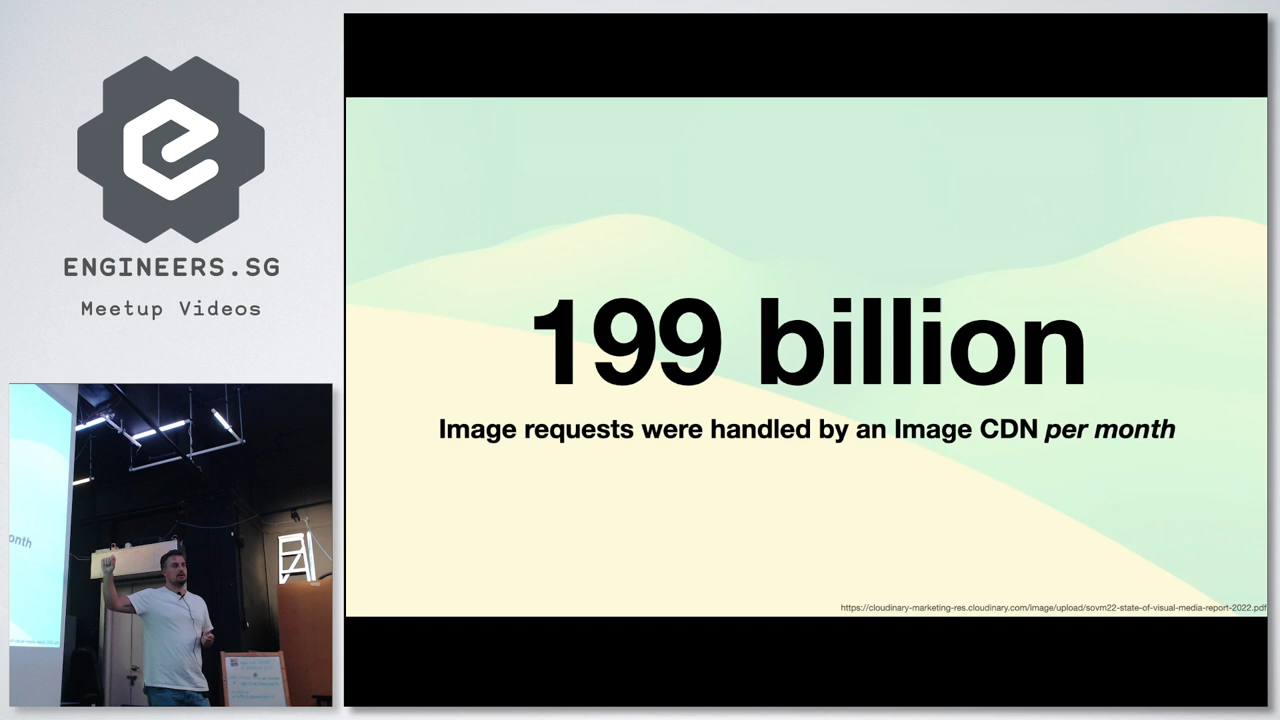 ENGINEERS.SG
Meetup Videos
199 billion
Image requests were handled by an Image CDN per month
https://cloudinary-marketing-res.cloudinary.com/image/upload/sovm22-state-of-visual-media-report-2022.pdf
onth